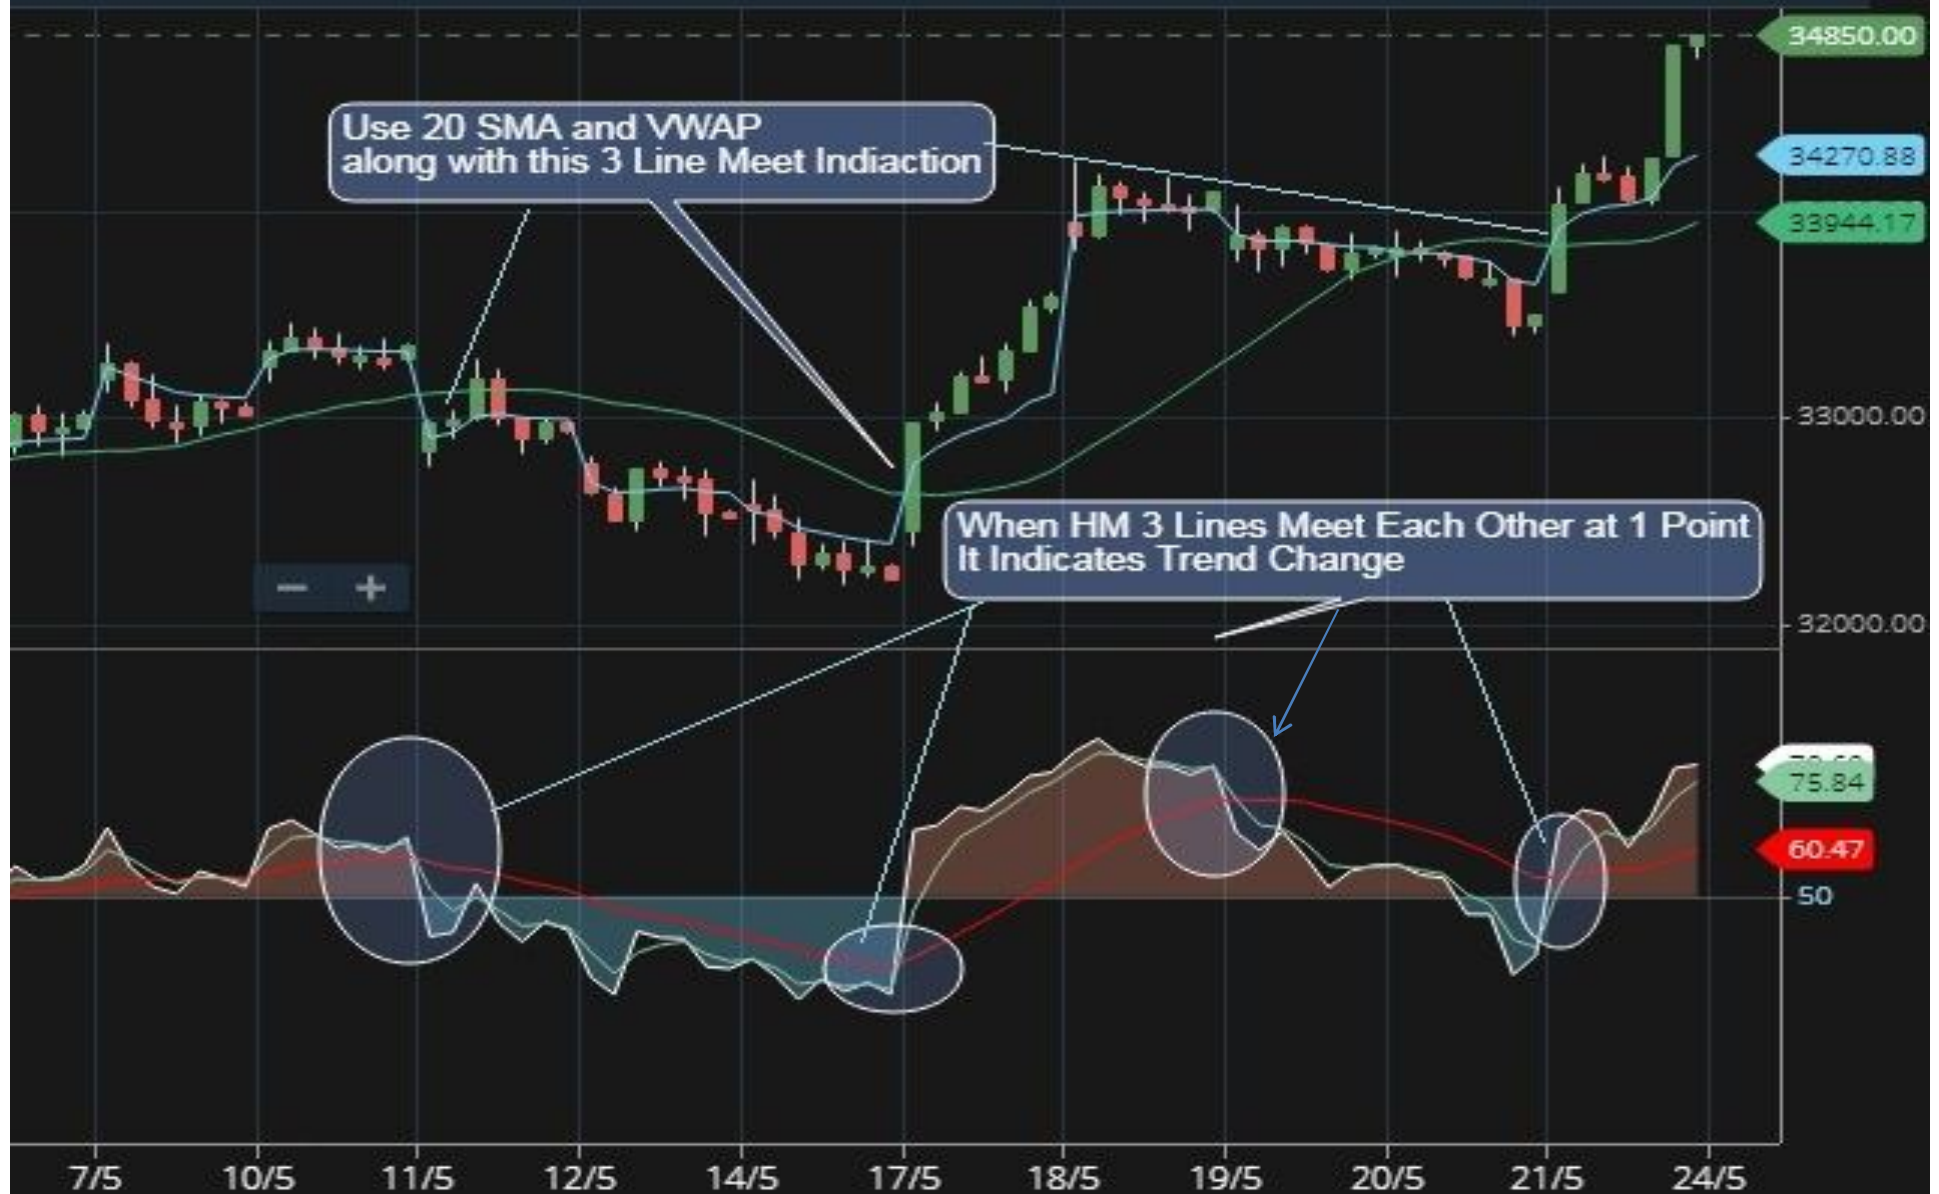 34850.00
Use 20 SMA and VWAP
along with this 3 Line Meet Indiaction
34270.88
33944.17
33000.00
When HM 3 Lines Meet Each Other at 1 Point
It Indicates Trend Change
32000.00
75.84
60.47
50
7/5 10/5 11/5 12/5 14/5 17/5 18/5 19/5 20/5 21/5 24/5